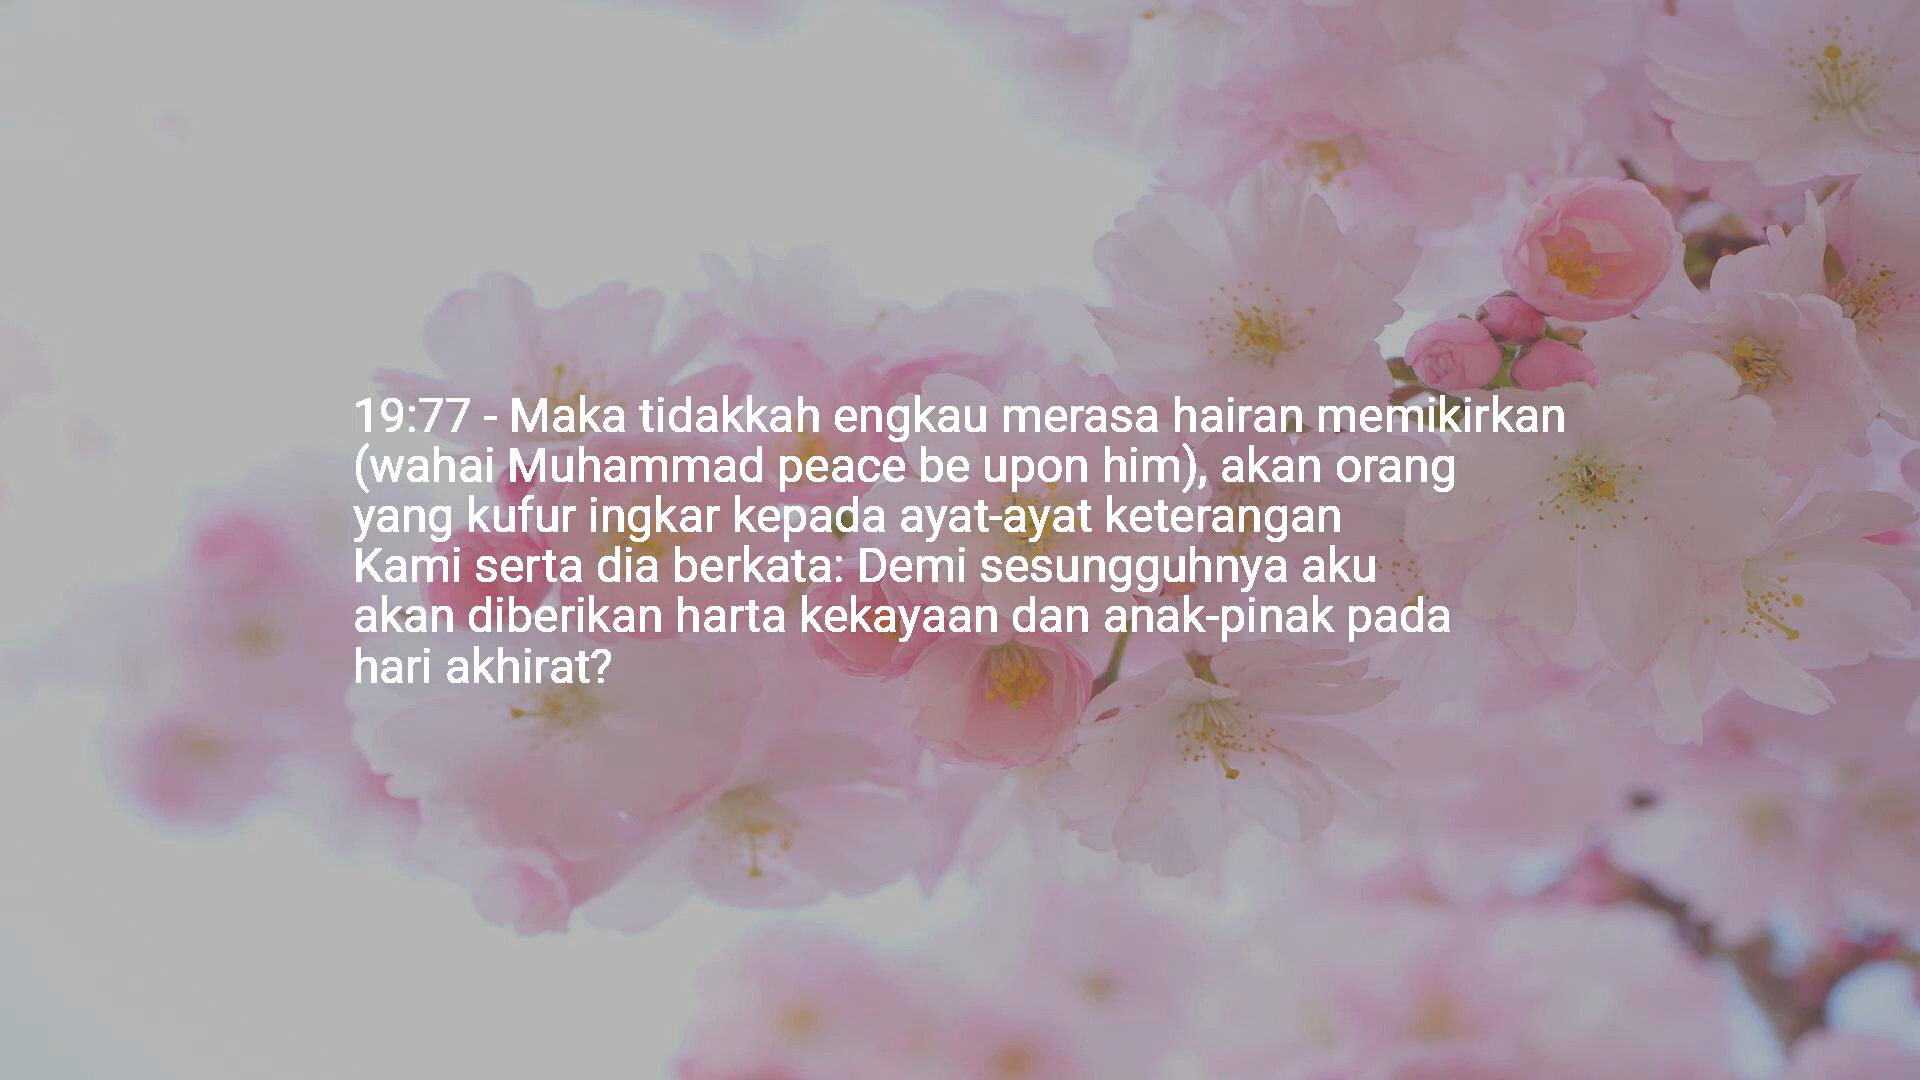 19:77 - Maka tidakkah engkau merasa hairan memikirkan
(wahai Muhammad peace be upon him), akan orang
yang kufur ingkar kepada ayat-ayat keterangan
Kami serta dia berkata: Demi sesungguhnya aku
akan diberikan harta kekayaan dan anak-pinak pada
hari akhirat?